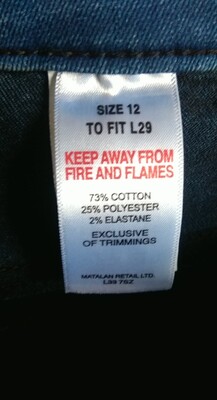 SIZE 12
TO FIT L29
KEEP AWAY FROM
FIRE AND FLAMES
73% COTTON
25% POLYESTER
2% ELASTANE
EXCLUSIVE
OF TRIMMINGS
MATALAN RETAIL LTD.
L33 7SZ